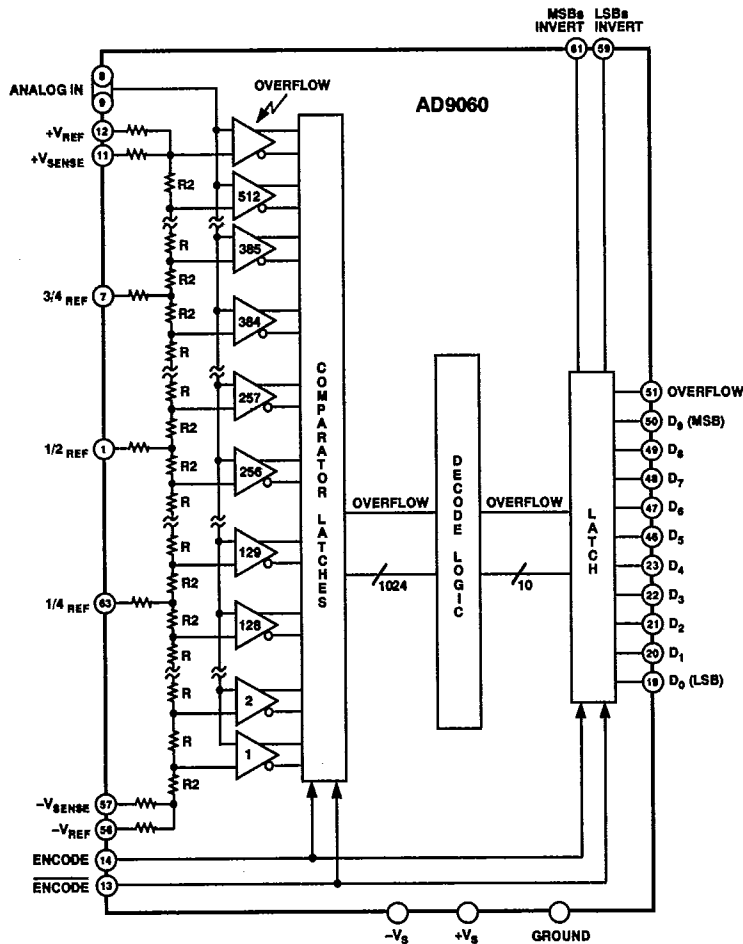 MSBs LSBs
INVERT INVERT
61 59
8
ANALOG IN
9
OVERFLOW
AD9060
+VREF 12
+VSENSE 11
R2
512
R
385
R2
3/4 REF 7
R2
384
R
R
257
R2
1/2 REF 1
R2
256
R
R
129
R2
1/4 REF 63
R2
128
R
R
2
R
1
R2
-VSENSE 57
-VREF 56
ENCODE 14
ENCODE 13
COMPARATOR LATCHES
OVERFLOW
1024
DECODE LOGIC
OVERFLOW
10
LATCH
51 OVERFLOW
50 D9 (MSB)
49 D8
48 D7
47 D6
46 D5
23 D4
22 D3
21 D2
20 D1
19 D0 (LSB)
-VS +VS GROUND